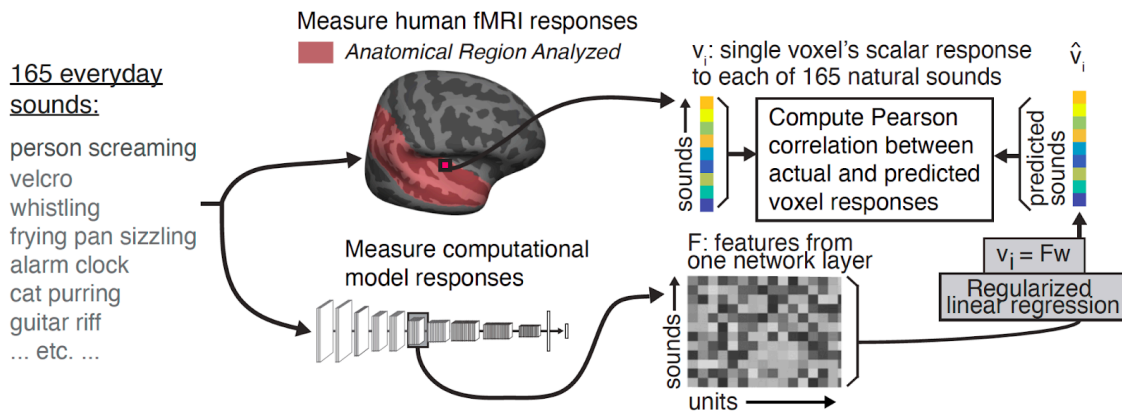 Measure human fMRI responses
Anatomical Region Analyzed
165 everyday
sounds:
person screaming
velcro
whistling
frying pan sizzling
alarm clock
cat purring
guitar riff
... etc. ...
Measure computational
model responses
vi: single voxel's scalar response
to each of 165 natural sounds
sounds
Compute Pearson
correlation between
actual and predicted
voxel responses
v̂i
predicted
sounds
F: features from
one network layer
sounds
units
vi = Fw
Regularized
linear regression